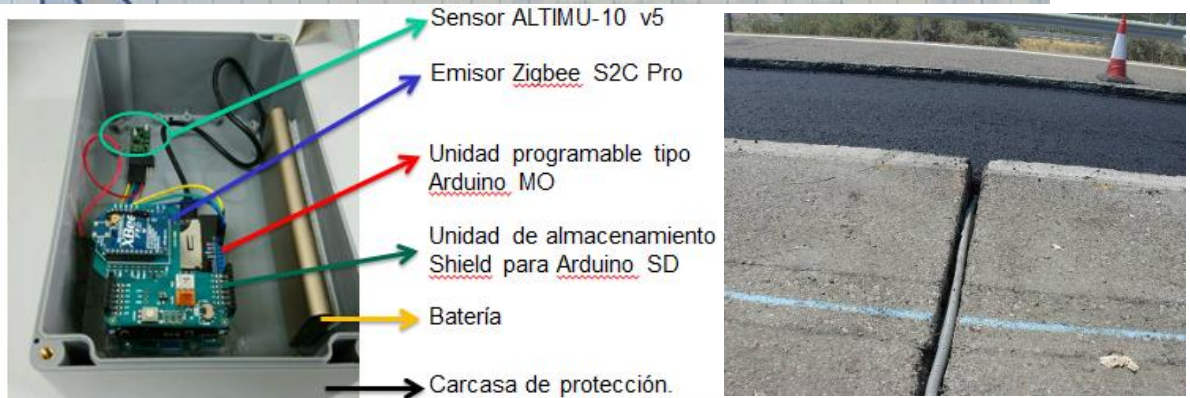 Sensor ALTIMU-10 v5
Emisor Zigbee S2C Pro
Unidad programable tipo
Arduino MO
Unidad de almacenamiento
Shield para Arduino SD
Batería
Carcasa de protección.
XBee